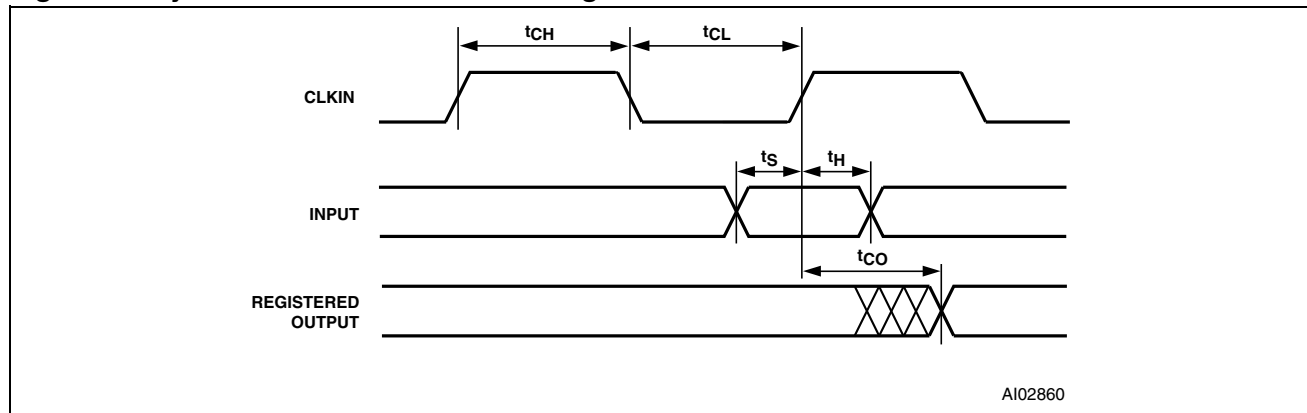 tCH
tCL
CLKIN
tS
tH
INPUT
tCO
REGISTERED
OUTPUT
AI02860